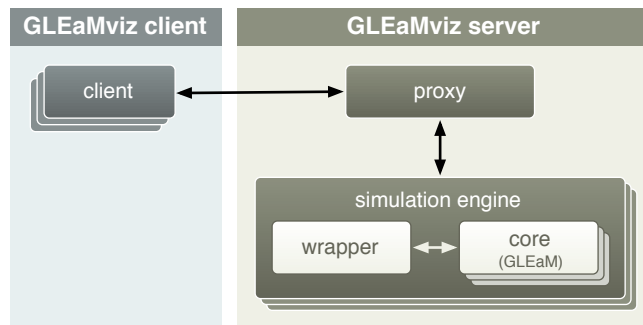 GLEaMviz client
GLEaMviz server
client
proxy
simulation engine
wrapper
core
(GLEaM)